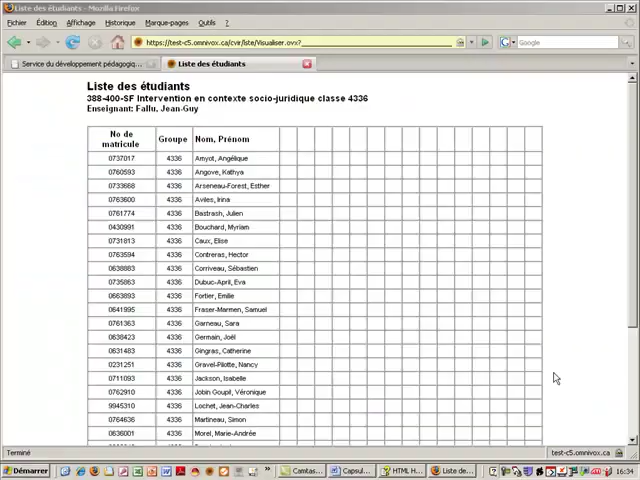 Liste des étudiants - Mozilla Firefox
Fichier Édition Affichage Historique Marque-pages Outils ?
https://test-c5.omnivox.ca/cvir/liste/Visualiser.ovx?_
Google
Service du développement pédagogiq...
Liste des étudiants
Liste des étudiants
388-400-SF Intervention en contexte socio-juridique classe 4336
Enseignant: Fallu, Jean-Guy
No de matricule Groupe Nom, Prénom
0737017 4336 Amyot, Angélique
0760593 4336 Angove, Kathya
0733668 4336 Arseneau-Forest, Esther
0763600 4336 Aviles, Irina
0761774 4336 Bastrash, Julien
0430991 4336 Bouchard, Myriam
0731813 4336 Caux, Elise
0763594 4336 Contreras, Hector
0638883 4336 Corriveau, Sébastien
0735863 4336 Dubuc-April, Eva
0663893 4336 Fortier, Emilie
0641995 4336 Fraser-Marmen, Samuel
0761363 4336 Garneau, Sara
0638423 4336 Germain, Joël
0631483 4336 Gingras, Catherine
0231251 4336 Gravel-Pilotte, Nancy
0711093 4336 Jackson, Isabelle
0762910 4336 Jobin Goupil, Véronique
9945310 4336 Lochet, Jean-Charles
0764636 4336 Martineau, Simon
0636001 4336 Morel, Marie-Andrée
Terminé
test-c5.omnivox.ca
Démarrer
Camtas...
Capsul...
HTML H...
Liste de...
16:34